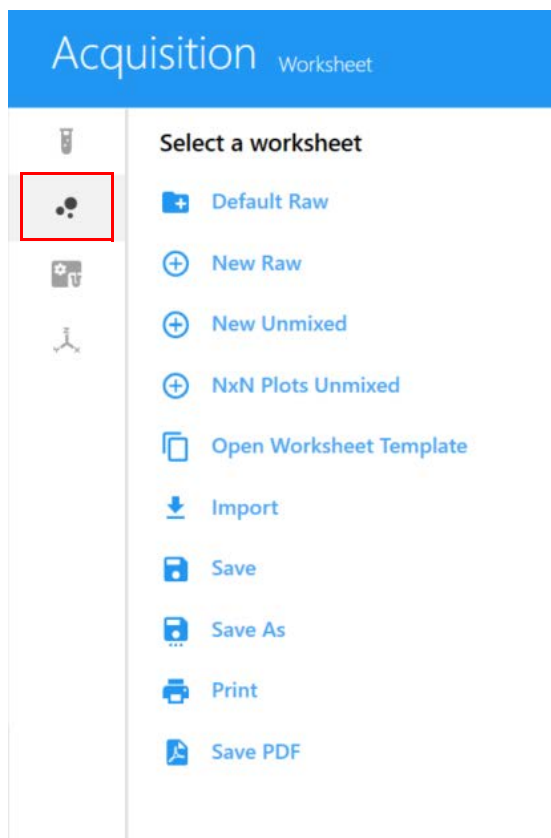 Acquisition Worksheet
Select a worksheet
Default Raw
New Raw
New Unmixed
NxN Plots Unmixed
Open Worksheet Template
Import
Save
Save As
Print
Save PDF